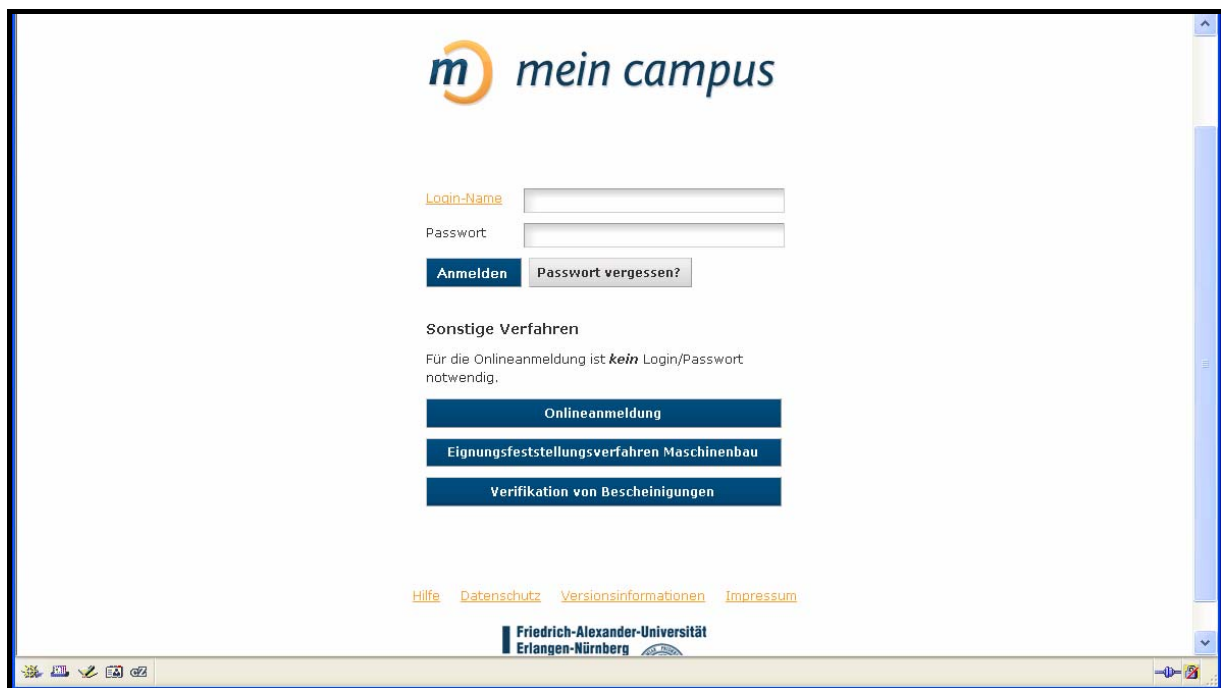 m mein campus
Login-Name
Passwort
Anmelden Passwort vergessen?
Sonstige Verfahren
Für die Onlineanmeldung ist kein Login/Passwort
notwendig.
Onlineanmeldung
Eignungsfeststellungsverfahren Maschinenbau
Verifikation von Bescheinigungen
Hilfe Datenschutz Versionsinformationen Impressum
Friedrich-Alexander-Universität
Erlangen-Nürnberg